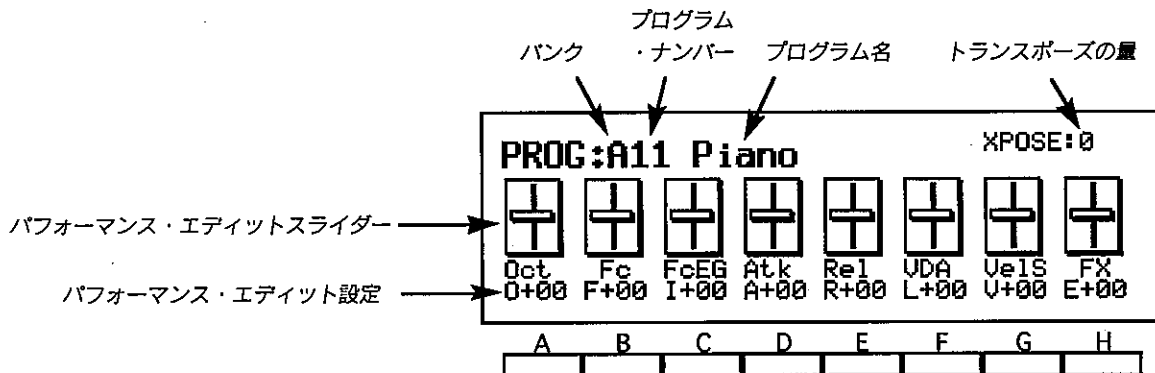 プログラム
・ナンバー
バンク
プログラム名
トランスポーズの量
PROG:A11 Piano
XPOSE:0
パフォーマンス・エディットスライダー
Oct Fc FcEG Atk Rel VDA VelS FX
パフォーマンス・エディット設定
O+00 F+00 I+00 A+00 R+00 L+00 V+00 E+00
A B C D E F G H